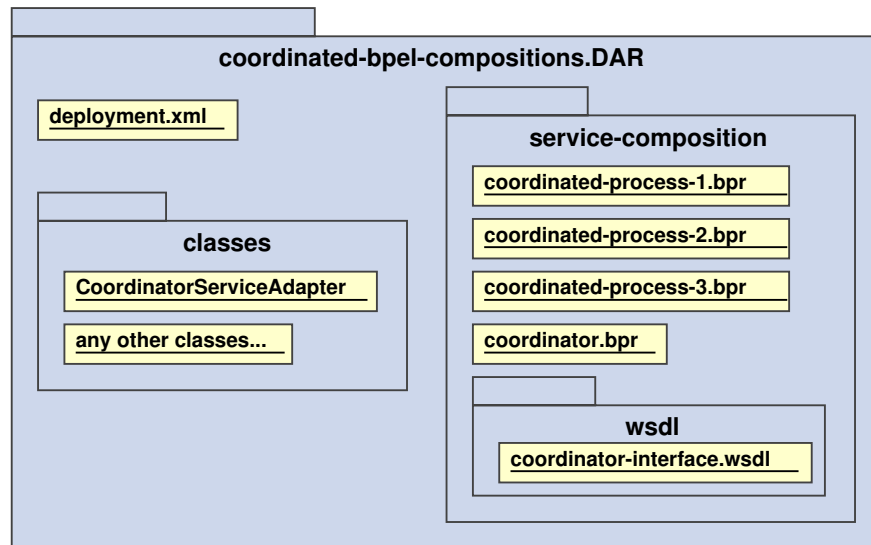 coordinated-bpel-compositions.DAR
deployment.xml
classes
CoordinatorServiceAdapter
any other classes...
service-composition
coordinated-process-1.bpr
coordinated-process-2.bpr
coordinated-process-3.bpr
coordinator.bpr
wsdl
coordinator-interface.wsdl